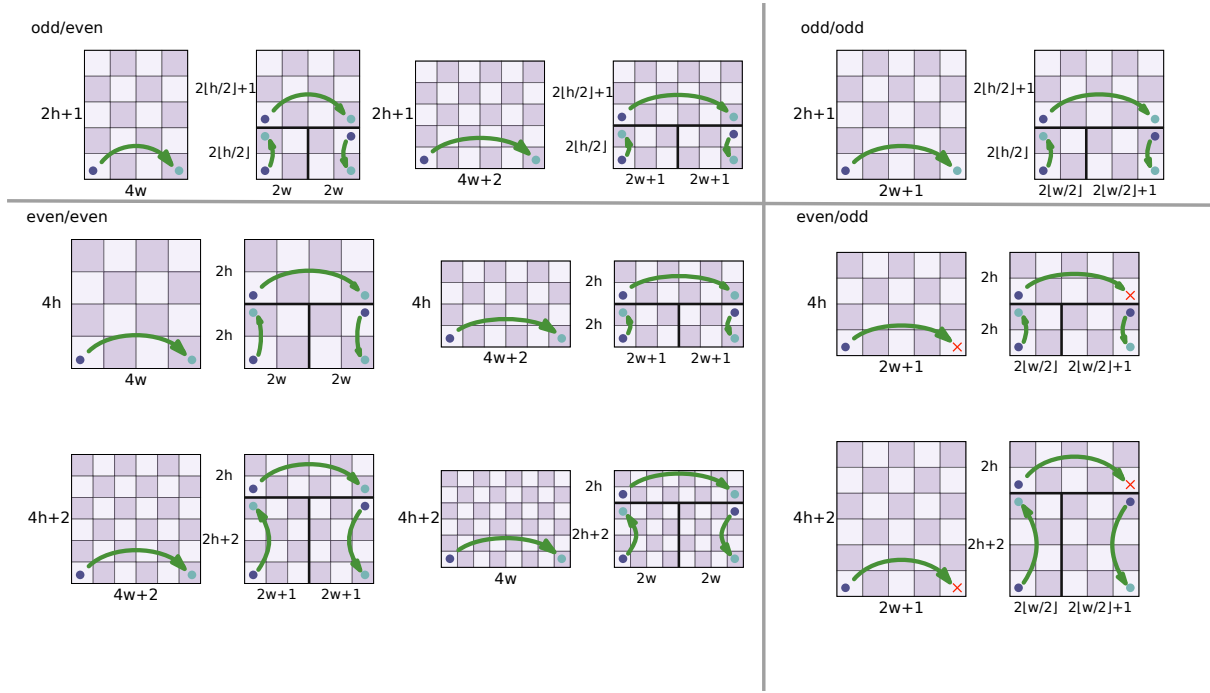 odd/even
2h+1
4w
2⌊h/2⌋+1
2⌊h/2⌋
2w 2w
2h+1
4w+2
2⌊h/2⌋+1
2⌊h/2⌋
2w+1 2w+1
odd/odd
2h+1
2w+1
2⌊h/2⌋+1
2⌊h/2⌋
2⌊w/2⌋ 2⌊w/2⌋+1
even/even
4h
4w
2h
2h
2w 2w
4h
4w+2
2h
2h
2w+1 2w+1
4h+2
4w+2
2h
2h+2
2w+1 2w+1
4h+2
4w
2h
2h+2
2w 2w
even/odd
4h
2w+1
2h
2h
2⌊w/2⌋ 2⌊w/2⌋+1
4h+2
2w+1
2h
2h+2
2⌊w/2⌋ 2⌊w/2⌋+1